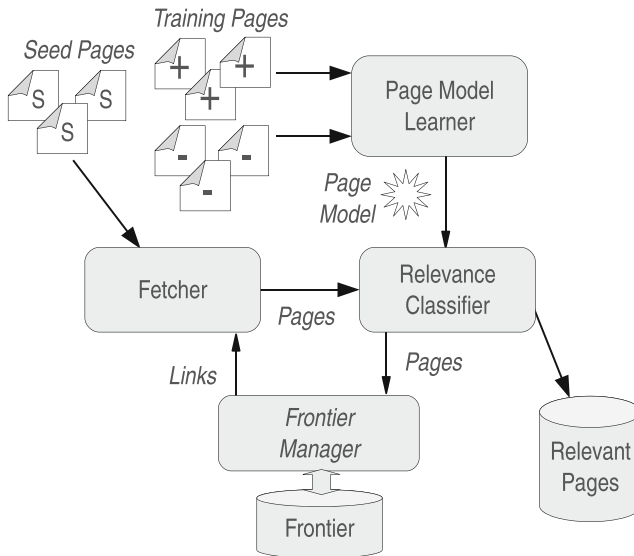 Training Pages
Seed Pages
+
+
+
S
S
S
-
-
-
Page Model
Learner
Page
Model
Fetcher
Pages
Relevance
Classifier
Links
Pages
Frontier
Manager
Relevant
Pages
Frontier